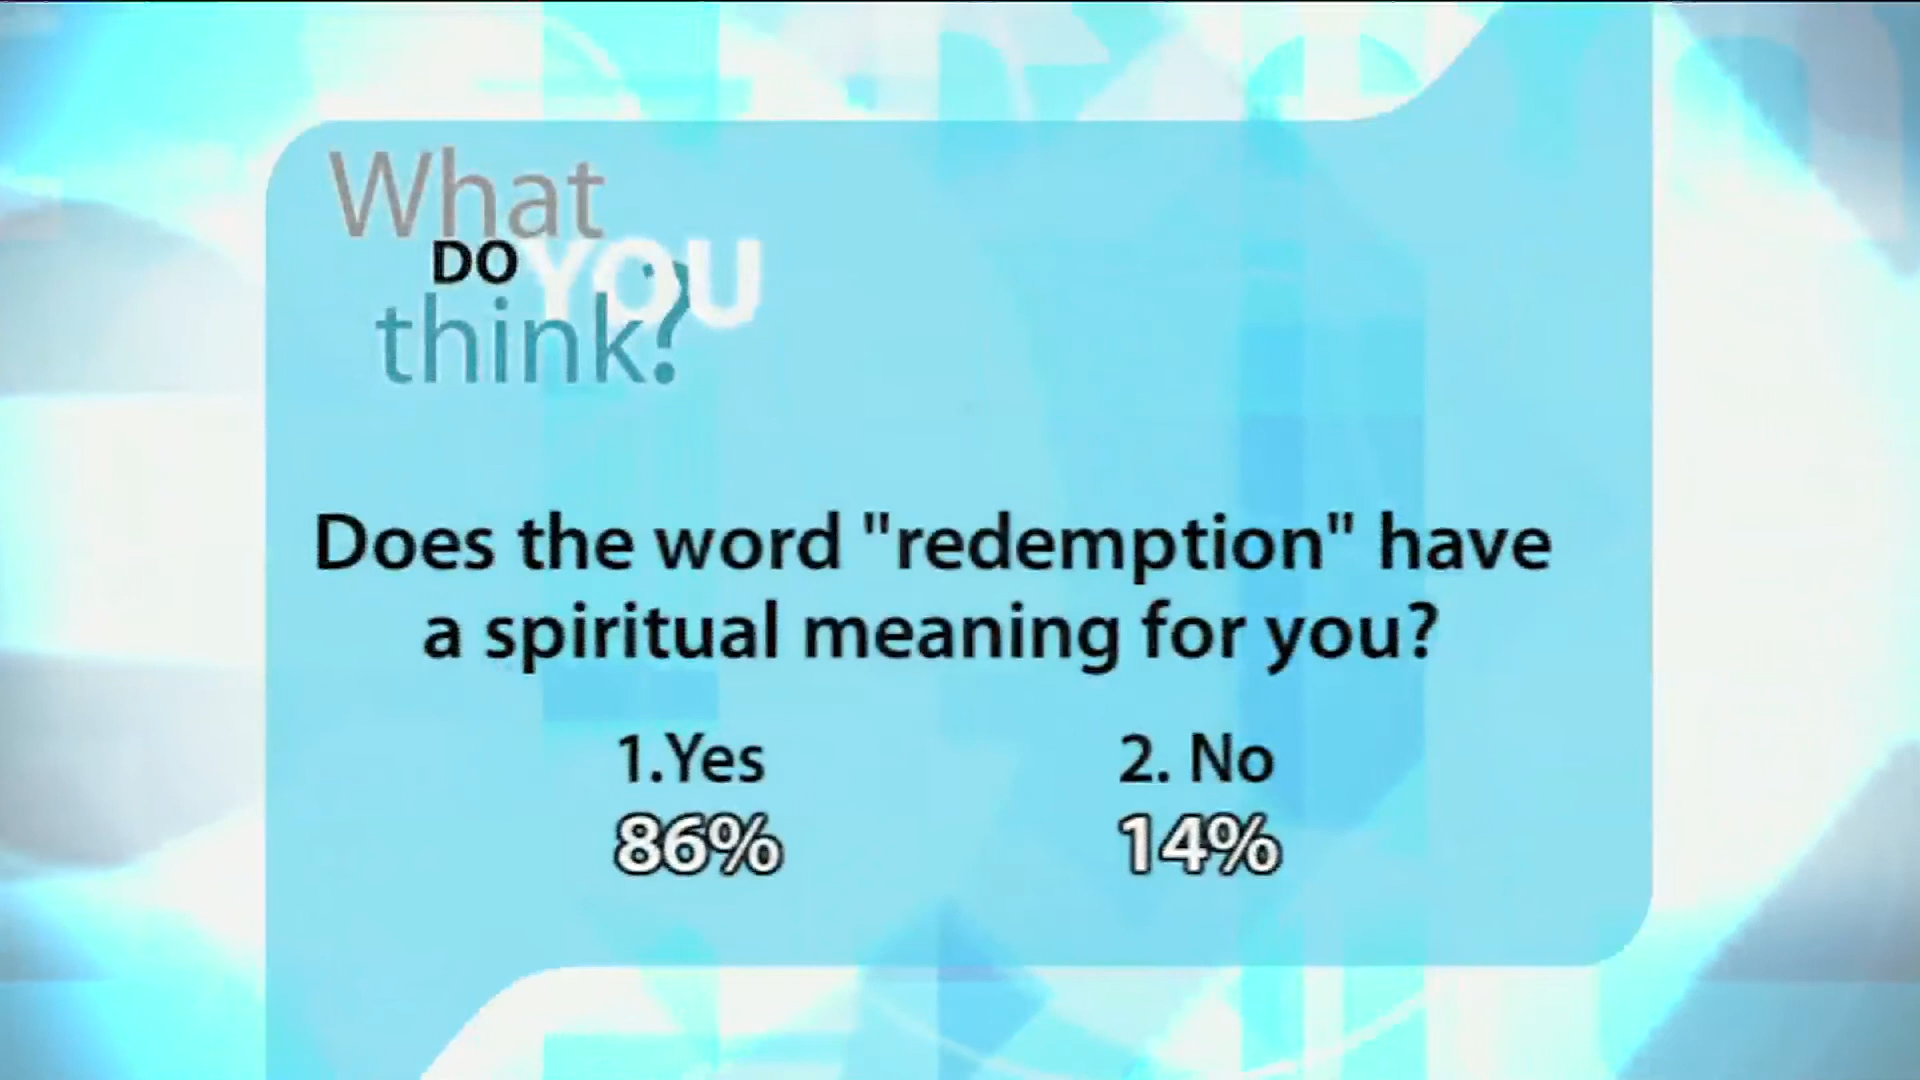 What
DO YOU
think?
Does the word "redemption" have
a spiritual meaning for you?
1.Yes 2. No
86% 14%